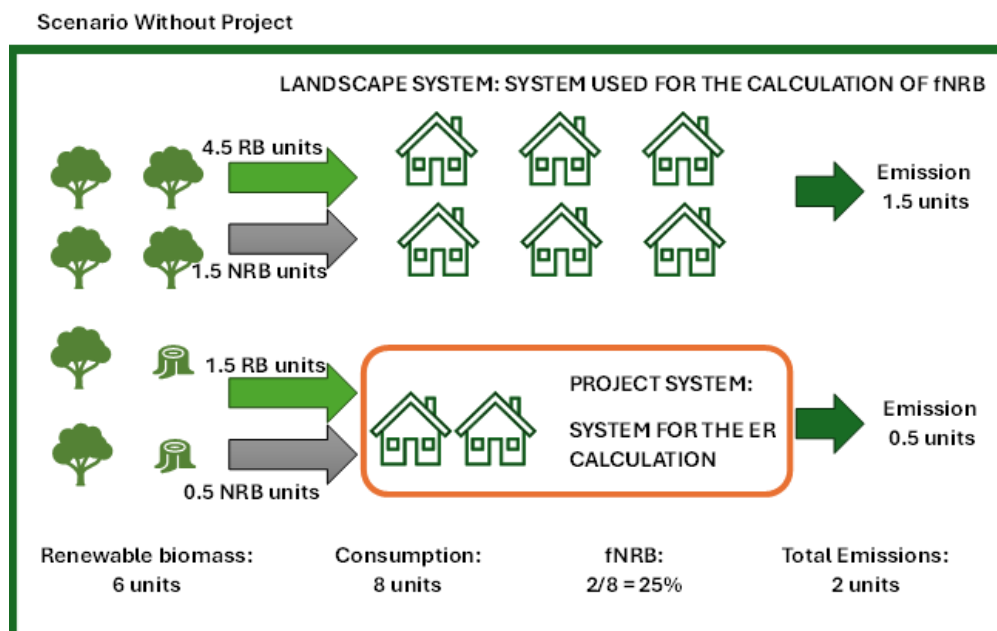 Scenario Without Project
LANDSCAPE SYSTEM: SYSTEM USED FOR THE CALCULATION OF fNRB
4.5 RB units
1.5 NRB units
Emission
1.5 units
1.5 RB units
0.5 NRB units
PROJECT SYSTEM:
SYSTEM FOR THE ER
CALCULATION
Emission
0.5 units
Renewable biomass:
6 units
Consumption:
8 units
fNRB:
2/8 = 25%
Total Emissions:
2 units